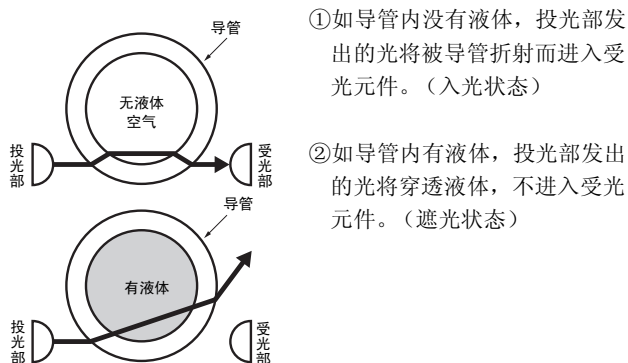 导管
无液体
空气
投光部
受光部
①如导管内没有液体，投光部发
出的光将被导管折射而进入受
光元件。（入光状态）
导管
有液体
投光部
受光部
②如导管内有液体，投光部发出
的光将穿透液体，不进入受光
元件。（遮光状态）